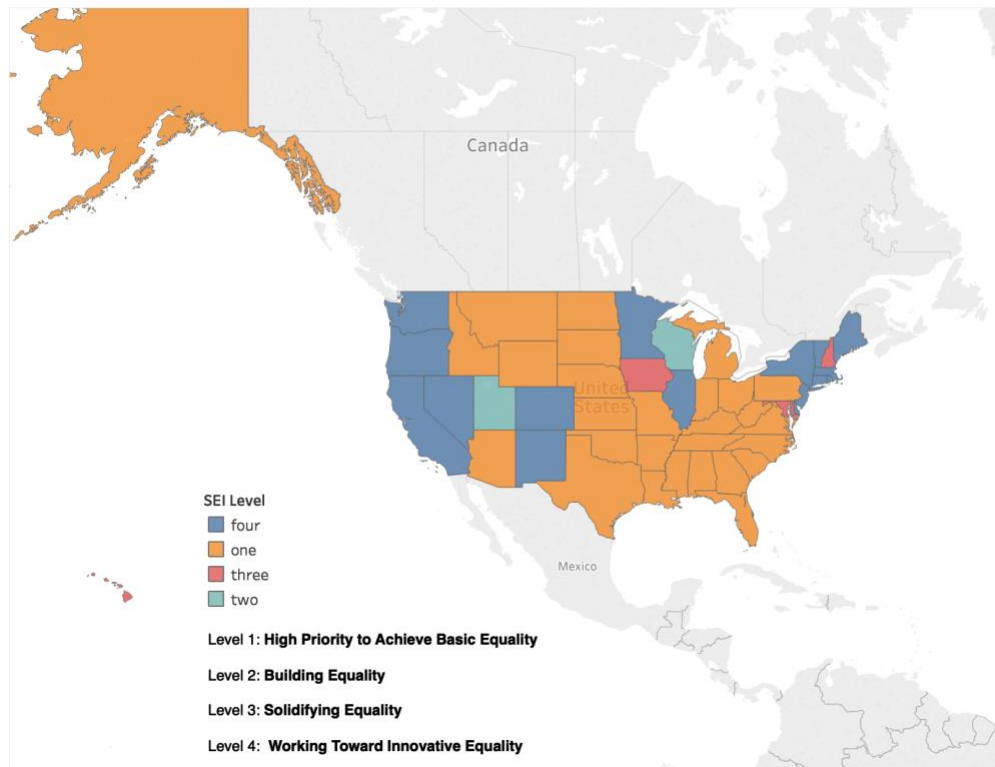 Canada
United
States
Mexico
SEI Level
four
one
three
two
Level 1: High Priority to Achieve Basic Equality
Level 2: Building Equality
Level 3: Solidifying Equality
Level 4: Working Toward Innovative Equality